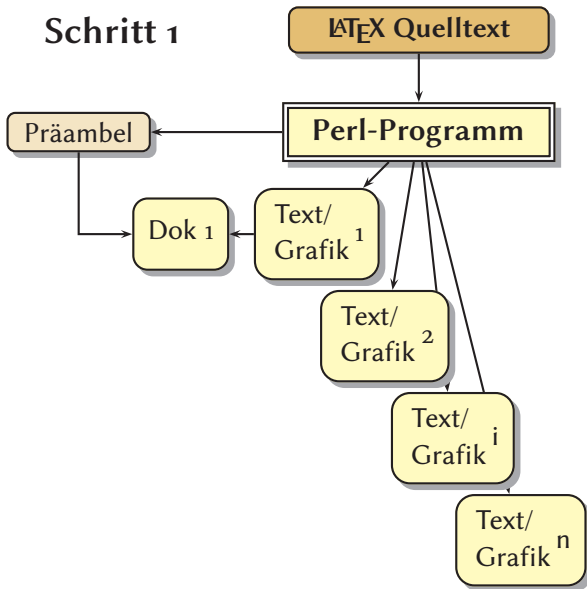 Schritt 1
LATEX Quelltext
Perl-Programm
Präambel
Dok 1
Text/
Grafik 1
Text/
Grafik 2
Text/
Grafik i
Text/
Grafik n